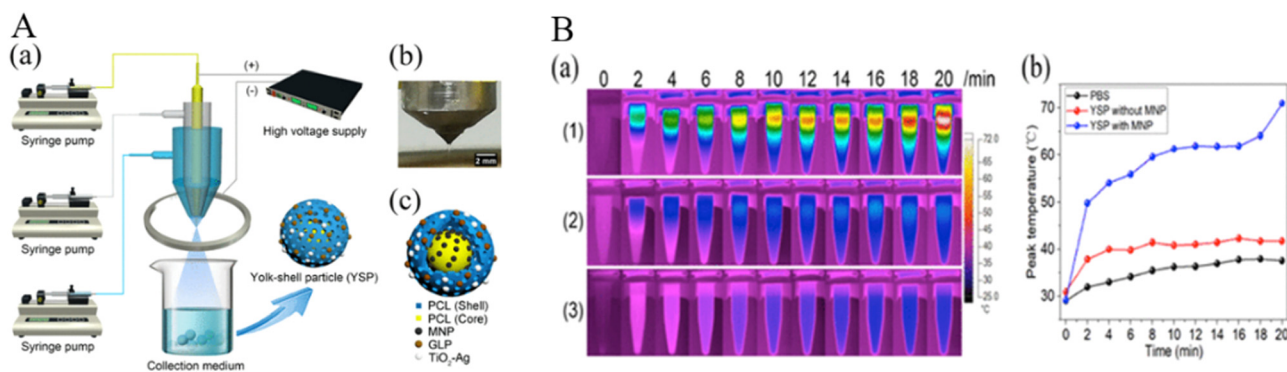 A
(a)
Syringe pump
Syringe pump
Syringe pump
(+)
(-)
High voltage supply
Yolk-shell particle (YSP)
Collection medium
(b)
2 mm
(c)
PCL (Shell)
PCL (Core)
MNP
GLP
TiO₂-Ag
B
(a) 0 2 4 6 8 10 12 14 16 18 20 /min
(1)
(2)
(3)
72.0
65
60
55
50
45
40
35
30
25.0
°C
(b)
PBS
YSP without MNP
YSP with MNP
Peak temperature (℃)
70
60
50
40
30
0 2 4 6 8 10 12 14 16 18 20
Time (min)